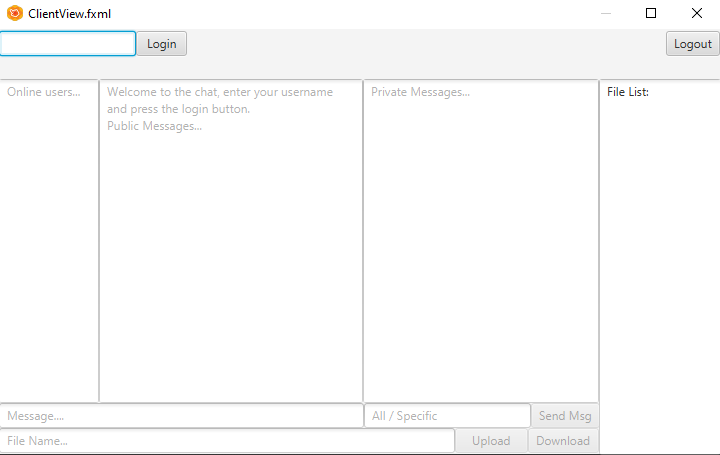 ClientView.fxml
Login
Logout
Online users...
Welcome to the chat, enter your username
and press the login button.
Public Messages...
Private Messages...
File List:
Message....
All / Specific
Send Msg
File Name...
Upload
Download